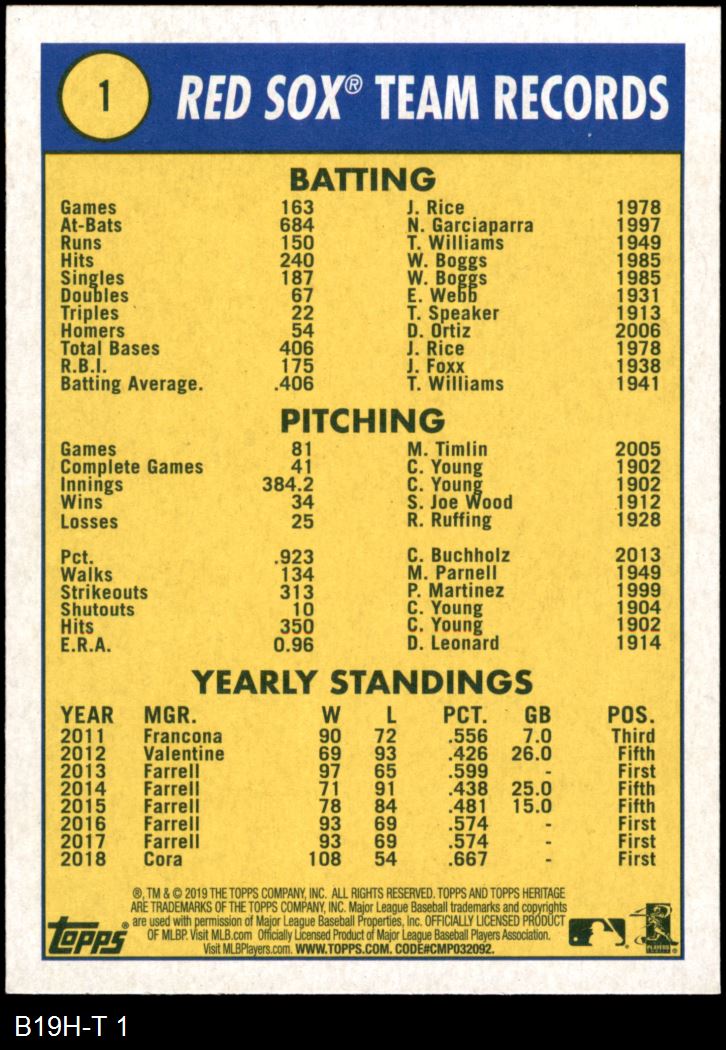 1 RED SOX® TEAM RECORDS
BATTING
Games 163 J. Rice 1978
At-Bats 684 N. Garciaparra 1997
Runs 150 T. Williams 1949
Hits 240 W. Boggs 1985
Singles 187 W. Boggs 1985
Doubles 67 E. Webb 1931
Triples 22 T. Speaker 1913
Homers 54 D. Ortiz 2006
Total Bases 406 J. Rice 1978
R.B.I. 175 J. Foxx 1938
Batting Average. .406 T. Williams 1941
PITCHING
Games 81 M. Timlin 2005
Complete Games 41 C. Young 1902
Innings 384.2 C. Young 1902
Wins 34 S. Joe Wood 1912
Losses 25 R. Ruffing 1928
Pct. .923 C. Buchholz 2013
Walks 134 M. Parnell 1949
Strikeouts 313 P. Martinez 1999
Shutouts 10 C. Young 1904
Hits 350 C. Young 1902
E.R.A. 0.96 D. Leonard 1914
YEARLY STANDINGS
YEAR MGR. W L PCT. GB POS.
2011 Francona 90 72 .556 7.0 Third
2012 Valentine 69 93 .426 26.0 Fifth
2013 Farrell 97 65 .599 - First
2014 Farrell 71 91 .438 25.0 Fifth
2015 Farrell 78 84 .481 15.0 Fifth
2016 Farrell 93 69 .574 - First
2017 Farrell 93 69 .574 - First
2018 Cora 108 54 .667 - First
®, TM & © 2019 THE TOPPS COMPANY, INC. ALL RIGHTS RESERVED. TOPPS AND TOPPS HERITAGE
ARE TRADEMARKS OF THE TOPPS COMPANY, INC. Major League Baseball trademarks and copyrights
are used with permission of Major League Baseball Properties, Inc. OFFICIALLY LICENSED PRODUCT
OF MLBP. Visit MLB.com Officially Licensed Product of Major League Baseball Players Association.
Visit MLBPlayers.com. WWW.TOPPS.COM. CODE#CMP032092.
Topps®
B19H-T 1